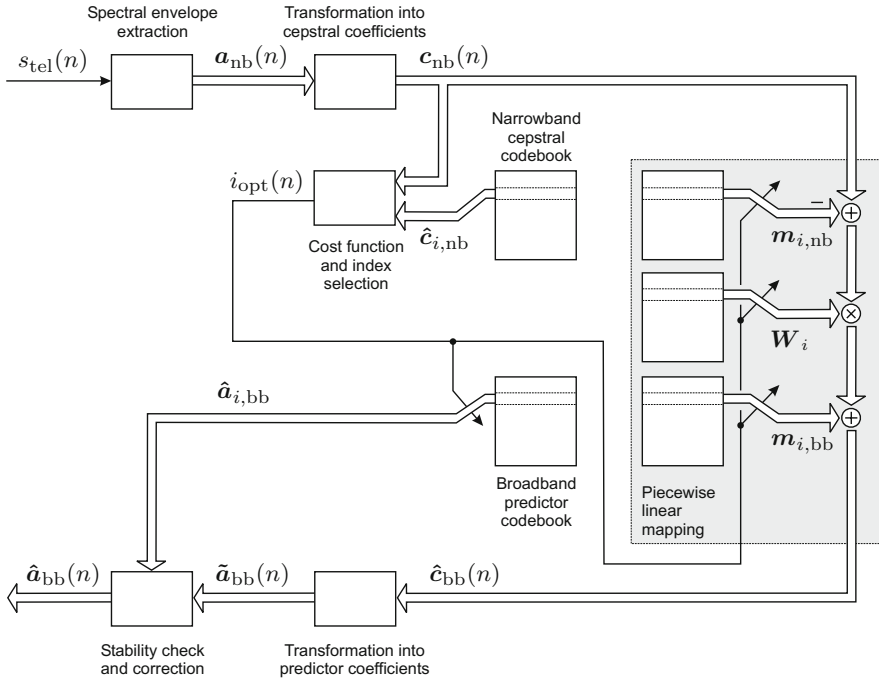 Spectral envelope
extraction
Transformation into
cepstral coefficients
s_tel(n)
a_nb(n)
c_nb(n)
Narrowband
cepstral
codebook
i_opt(n)
ĉ_i,nb
Cost function
and index
selection
−
+
m_i,nb
×
W_i
+
m_i,bb
â_i,bb
Broadband
predictor
codebook
Piecewise
linear
mapping
â_bb(n)
ã_bb(n)
ĉ_bb(n)
Stability check
and correction
Transformation into
predictor coefficients